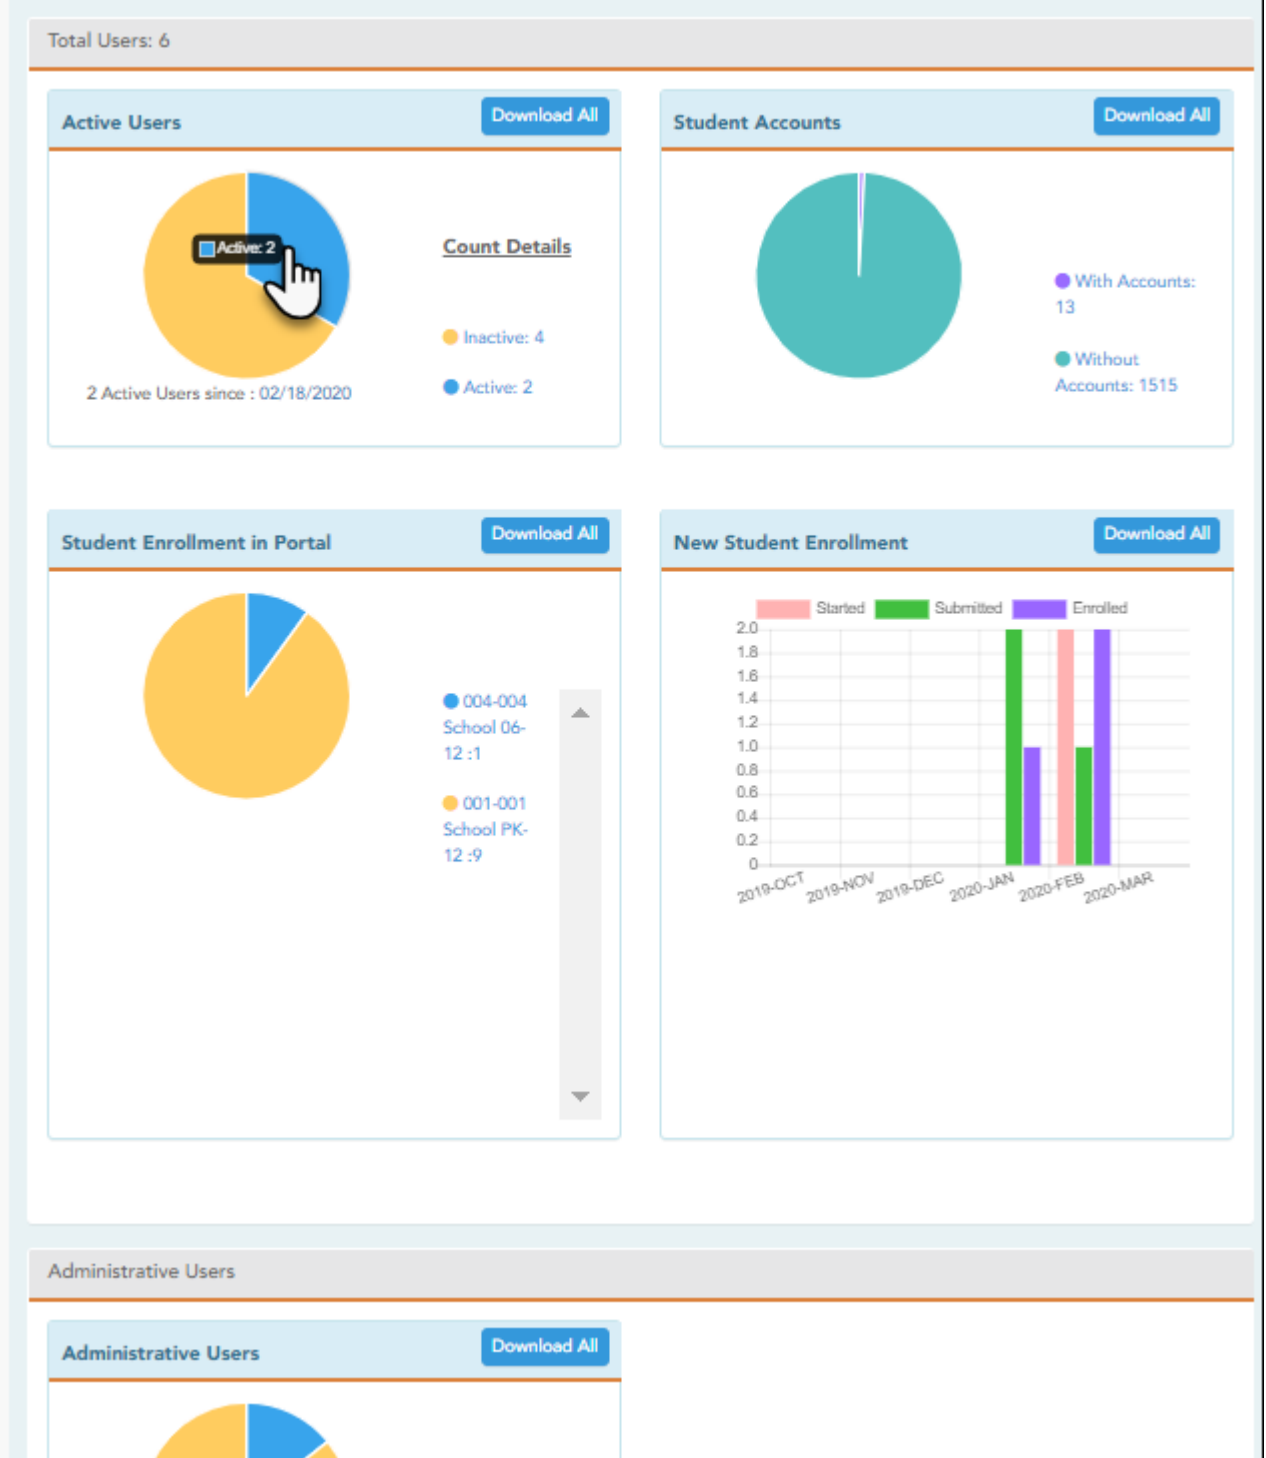 Total Users: 6
Active Users
Download All
Active: 2
Count Details
Inactive: 4
Active: 2
2 Active Users since : 02/18/2020
Student Accounts
Download All
With Accounts:
13
Without
Accounts: 1515
Student Enrollment in Portal
Download All
004-004
School 06-
12 :1
001-001
School PK-
12 :9
New Student Enrollment
Download All
Started Submitted Enrolled
2.0
1.8
1.6
1.4
1.2
1.0
0.8
0.6
0.4
0.2
0
2019-OCT 2019-NOV 2019-DEC 2020-JAN 2020-FEB 2020-MAR
Administrative Users
Administrative Users
Download All